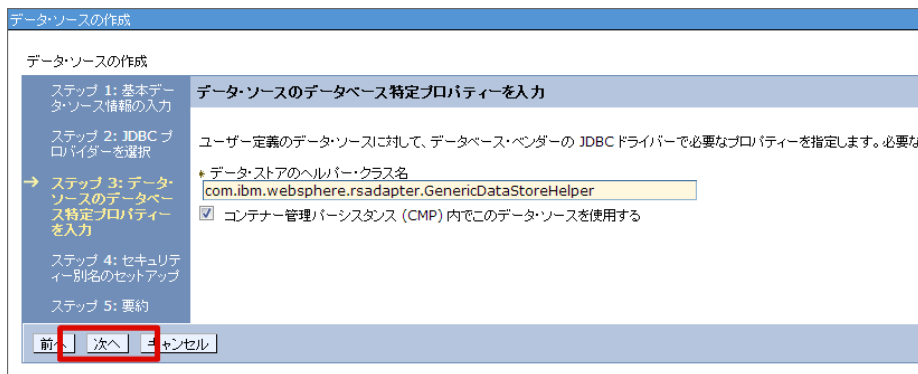 データ・ソースの作成
データ・ソースの作成
ステップ 1: 基本デー
タ・ソース情報の入力
ステップ 2: JDBC プ
ロバイダーを選択
→ ステップ 3: データ・
ソースのデータベー
ス特定プロパティー
を入力
ステップ 4: セキュリテ
ィー別名のセットアップ
ステップ 5: 要約
データ・ソースのデータベース特定プロパティーを入力
ユーザー定義のデータ・ソースに対して、データベース・ベンダーの JDBC ドライバーで必要なプロパティーを指定します。必要な
データ・ストアのヘルパー・クラス名
com.ibm.websphere.rsadapter.GenericDataStoreHelper
コンテナー管理パーシスタンス (CMP) 内でこのデータ・ソースを使用する
前へ 次へ キャンセル